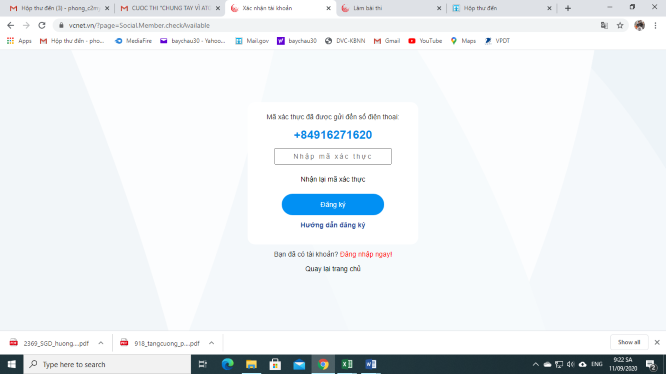 Hộp thư đến (3) - phong_c2m
CUỘC THI "CHUNG TAY VÌ ATG
Xác nhận tài khoản
Làm bài thi
Hộp thư đến
vcnet.vn/?page=Social.Member.checkAvailable
Apps
Hộp thư đến - pho...
MediaFire
baychau30 - Yahoo...
Mail.gov
baychau30
DVC-KBNN
Gmail
YouTube
Maps
VPDT
Mã xác thực đã được gửi đến số điện thoại:
+84916271620
Nhập mã xác thực
Nhận lại mã xác thực
Đăng ký
Hướng dẫn đăng ký
Bạn đã có tài khoản? Đăng nhập ngay!
Quay lại trang chủ
2369_SGD_huong....pdf
918_tangcuong_p....pdf
Show all
Type here to search
ENG
9:22 SA
11/09/2020
2